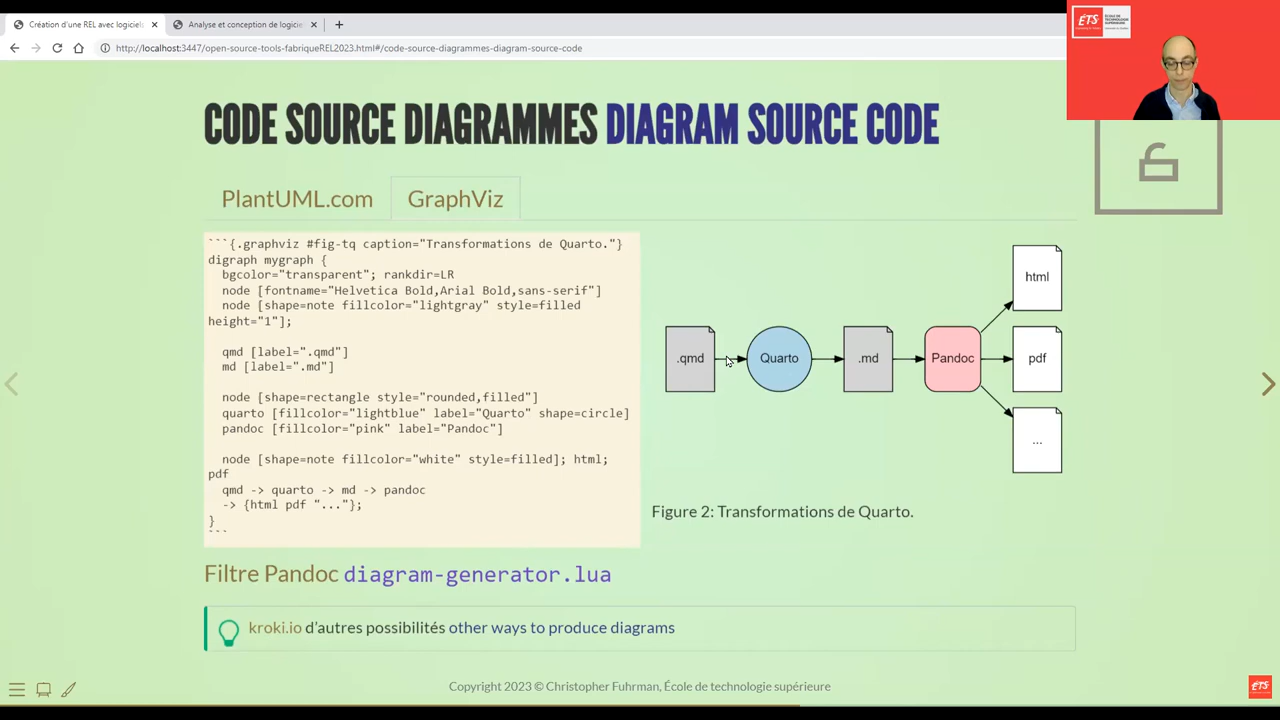 Création d'une REL avec logiciels
Analyse et conception de logicie
http://localhost:3447/open-source-tools-fabriqueREL2023.html#/code-source-diagrammes-diagram-source-code
ÉTS
CODE SOURCE DIAGRAMMES DIAGRAM SOURCE CODE
PlantUML.com
GraphViz
```{.graphviz #fig-tq caption="Transformations de Quarto."}
digraph mygraph {
bgcolor="transparent"; rankdir=LR
node [fontname="Helvetica Bold,Arial Bold,sans-serif"]
node [shape=note fillcolor="lightgray" style=filled
height="1"];
qmd [label=".qmd"]
md [label=".md"]
node [shape=rectangle style="rounded,filled"]
quarto [fillcolor="lightblue" label="Quarto" shape=circle]
pandoc [fillcolor="pink" label="Pandoc"]
node [shape=note fillcolor="white" style=filled]; html;
pdf
qmd -> quarto -> md -> pandoc
-> {html pdf "..."};
}
```
html
.qmd
Quarto
.md
Pandoc
pdf
...
Figure 2: Transformations de Quarto.
Filtre Pandoc diagram-generator.lua
kroki.io d'autres possibilités other ways to produce diagrams
Copyright 2023 © Christopher Fuhrman, École de technologie supérieure
ÉTS